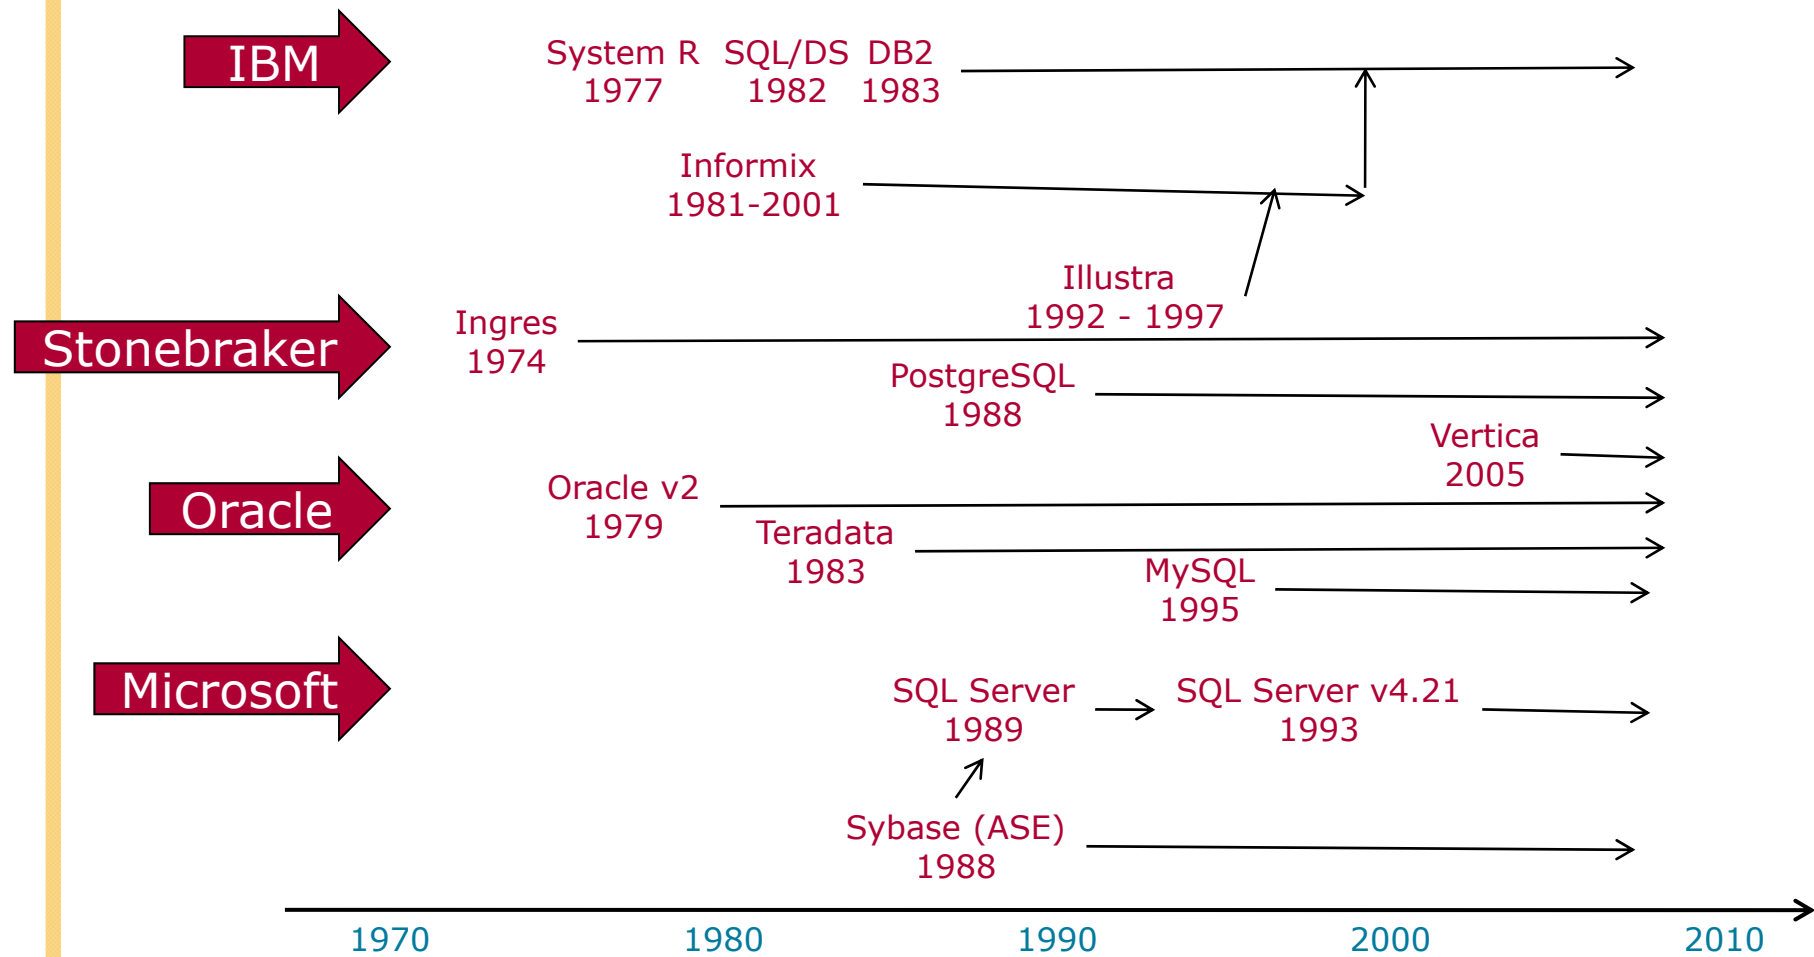 IBM
System R SQL/DS DB2
1977 1982 1983
Informix
1981-2001
Illustra
1992 - 1997
Stonebraker
Ingres
1974
PostgreSQL
1988
Vertica
2005
Oracle
Oracle v2
1979
Teradata
1983
MySQL
1995
Microsoft
SQL Server
1989
SQL Server v4.21
1993
Sybase (ASE)
1988
1970 1980 1990 2000 2010